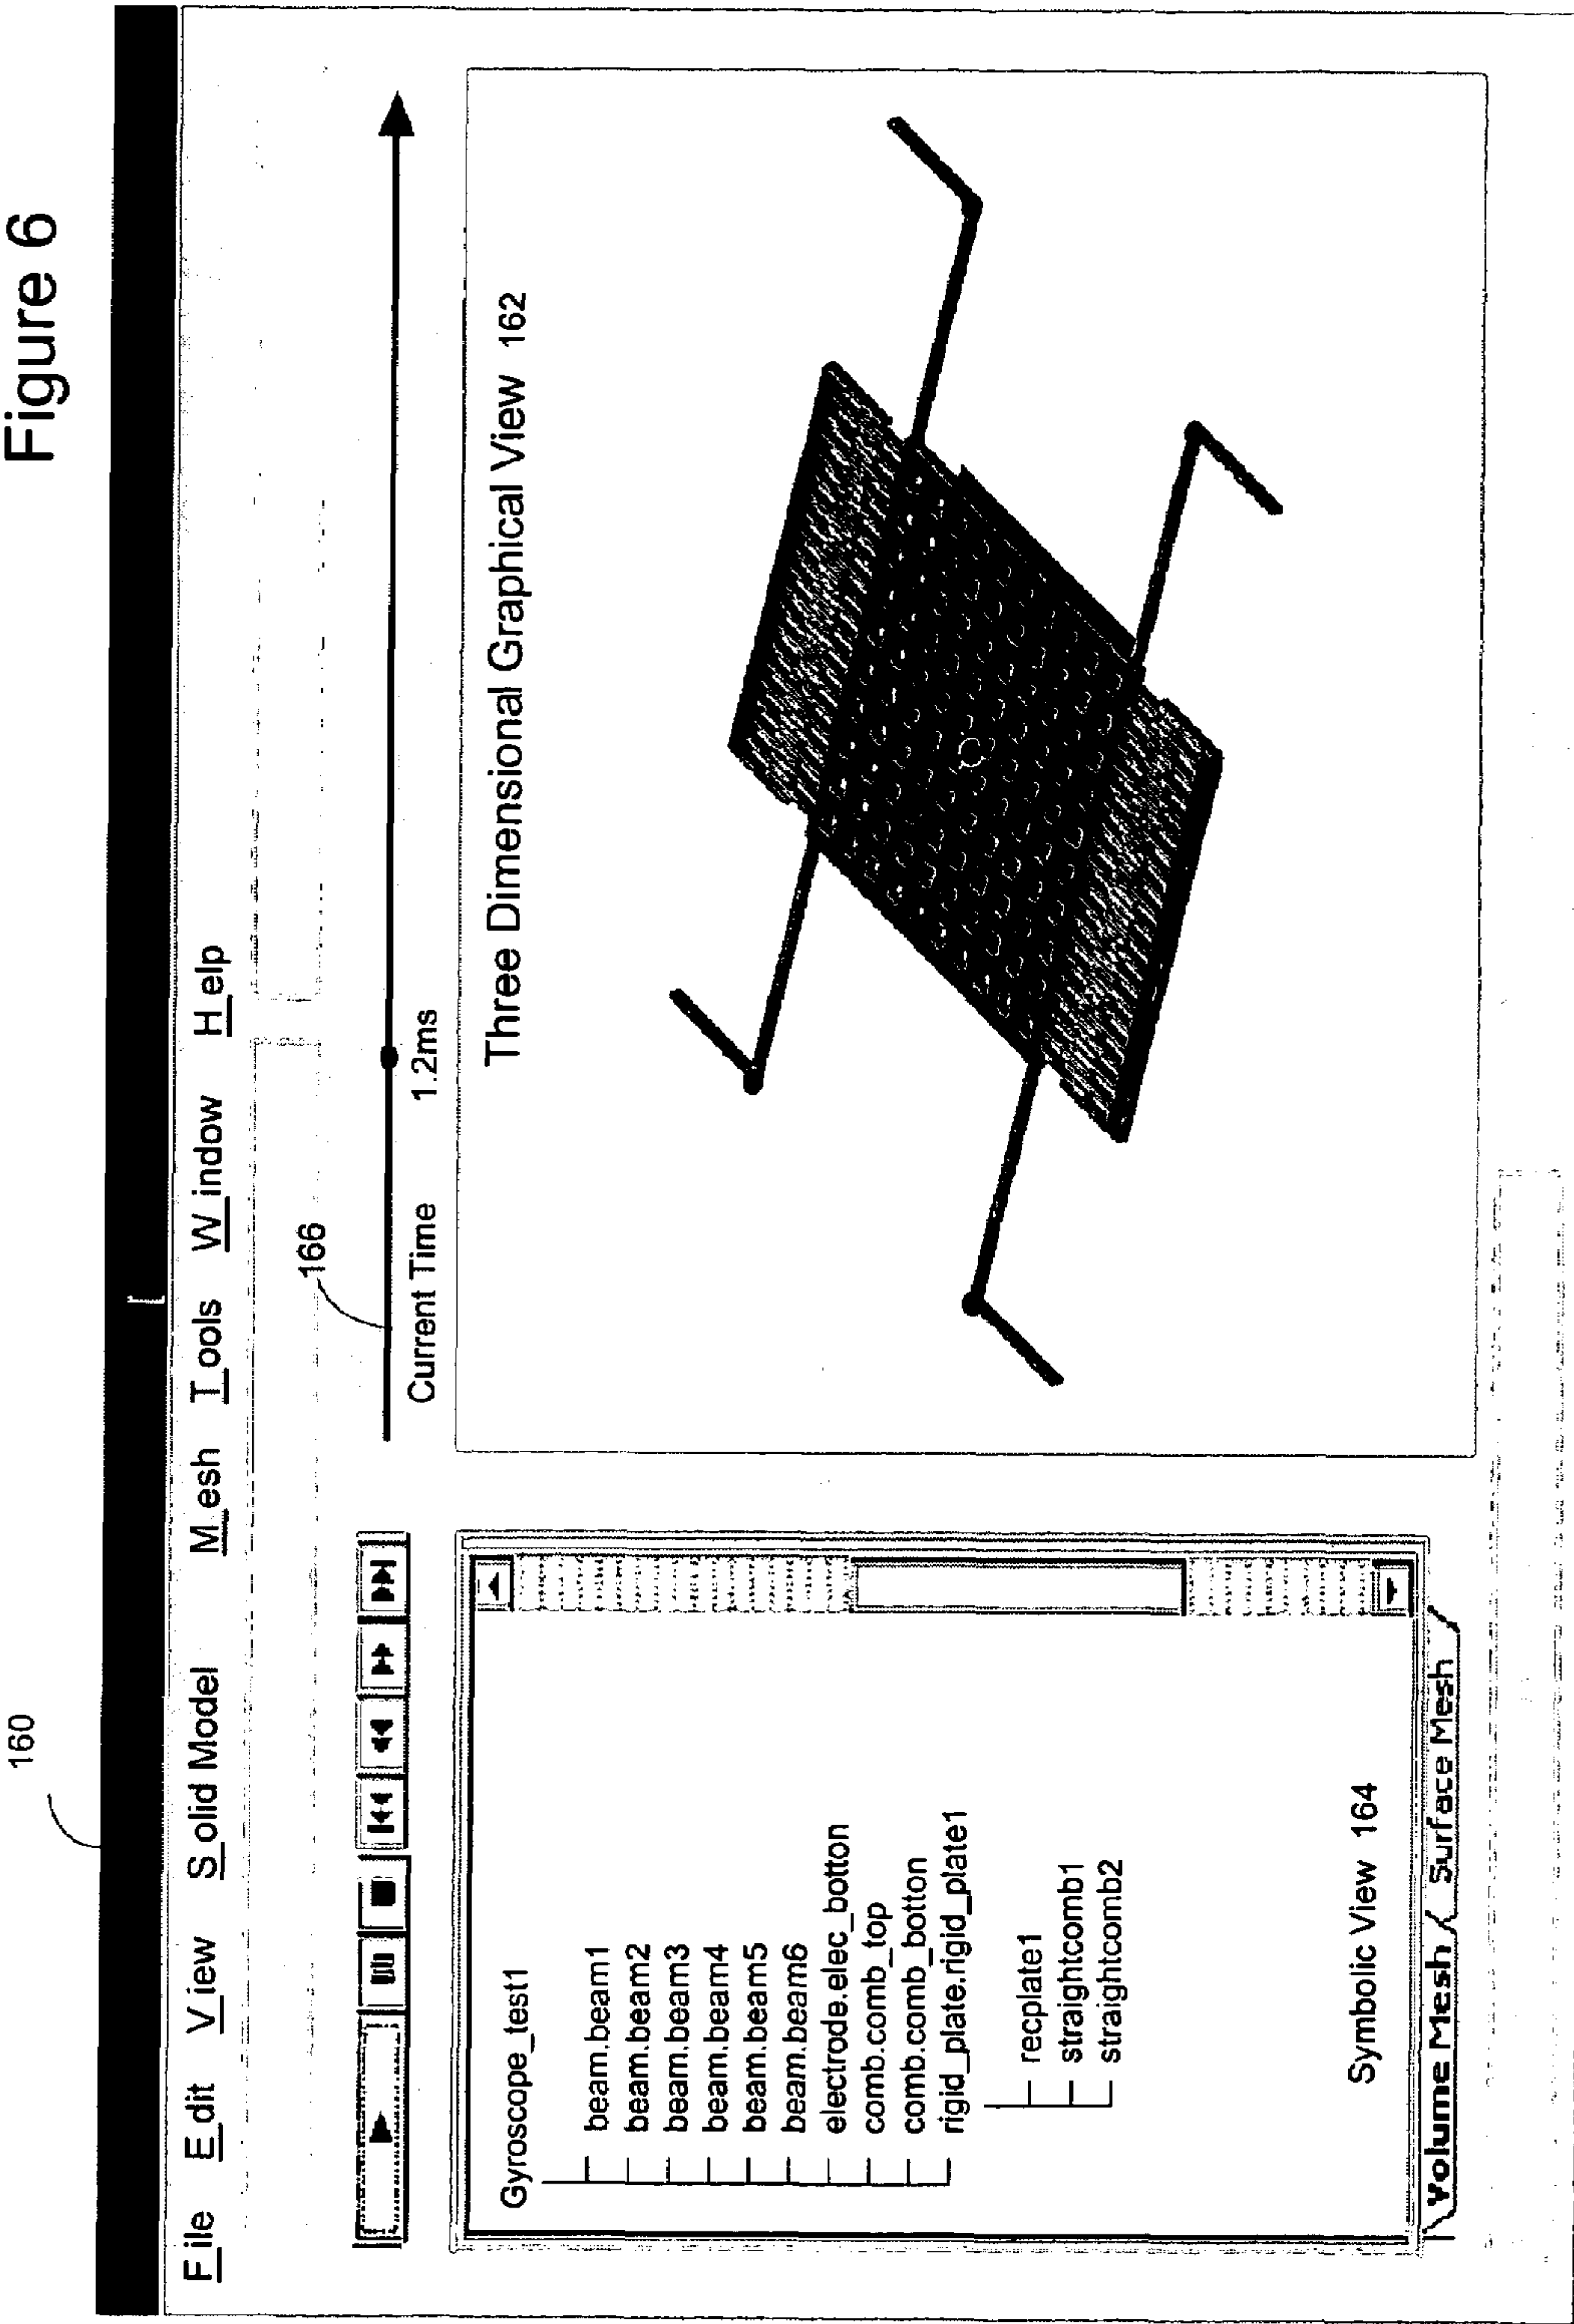 Figure 6
160
File Edit View Solid Model Mesh Tools Window Help
166
Current Time 1.2ms
Three Dimensional Graphical View 162
Gyroscope_test1
beam.beam1
beam.beam2
beam.beam3
beam.beam4
beam.beam5
beam.beam6
electrode.elec_botton
comb.comb_top
comb.comb_botton
rigid_plate.rigid_plate1
recplate1
straightcomb1
straightcomb2
Symbolic View 164
Volume Mesh Surface Mesh